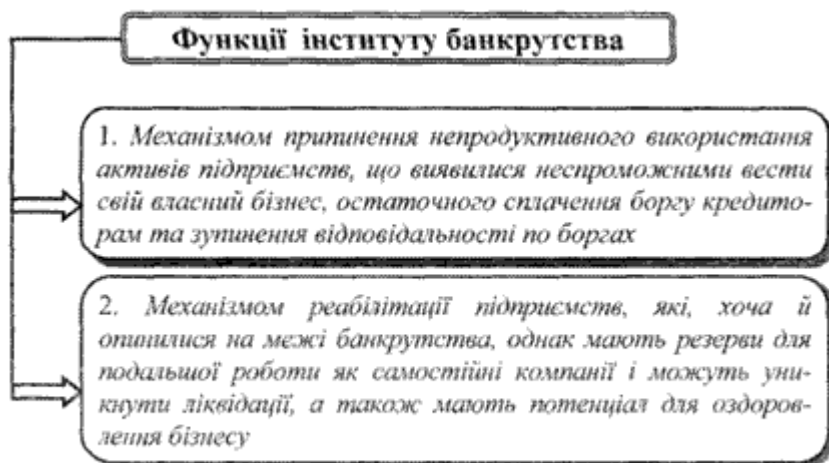 Функції інституту банкрутства
1. Механізмом припинення непродуктивного використання
активів підприємств, що виявилися неспроможними вести
свій власний бізнес, остаточного сплачення боргу кредито-
рам та зупинення відповідальності по боргах
2. Механізмом реабілітації підприємств, які, хоча й
опинилися на межі банкрутства, однак мають резерви для
подальшої роботи як самостійні компанії і можуть уни-
кнути ліквідації, а також мають потенціал для оздоров-
лення бізнесу